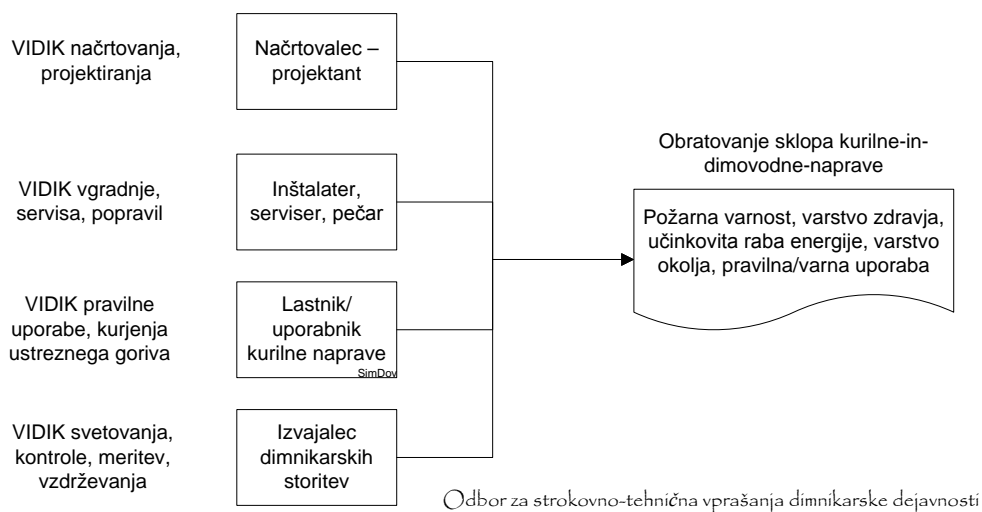 VIDIK načrtovanja,
projektiranja
Načrtovalec –
projektant
VIDIK vgradnje,
servisa, popravil
Inštalater,
serviser, pečar
VIDIK pravilne
uporabe, kurjenja
ustreznega goriva
Lastnik/
uporabnik
kurilne naprave
SimDov
VIDIK svetovanja,
kontrole, meritev,
vzdrževanja
Izvajalec
dimnikarskih
storitev
Obratovanje sklopa kurilne-in-
dimovodne-naprave
Požarna varnost, varstvo zdravja,
učinkovita raba energije, varstvo
okolja, pravilna/varna uporaba
Odbor za strokovno-tehnična vprašanja dimnikarske dejavnosti